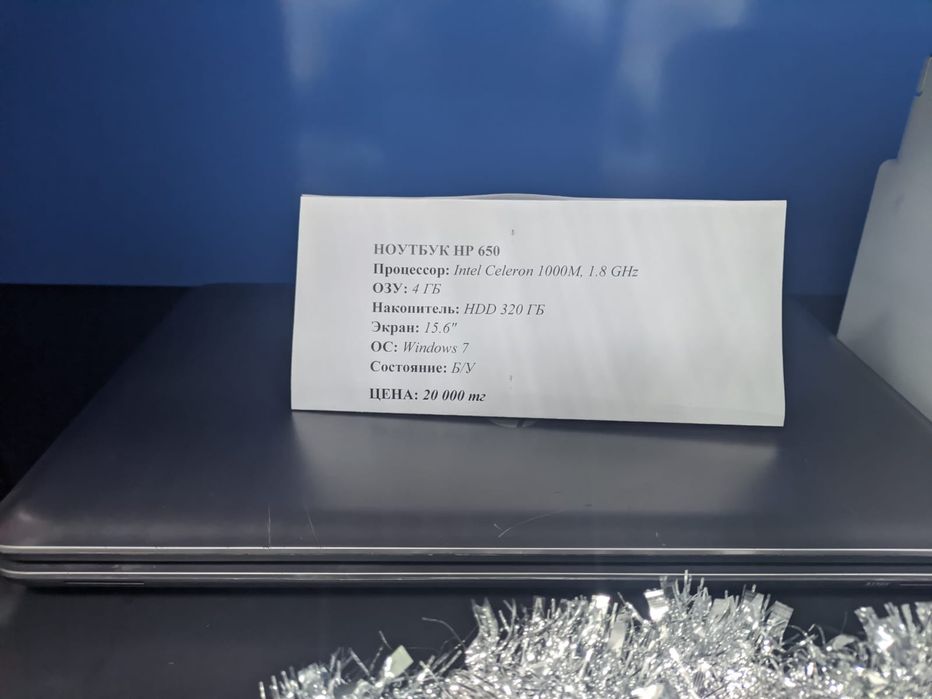 НОУТБУК HP 650
Процессор: Intel Celeron 1000M, 1.8 GHz
ОЗУ: 4 ГБ
Накопитель: HDD 320 ГБ
Экран: 15.6"
ОС: Windows 7
Состояние: Б/У
ЦЕНА: 20 000 тг